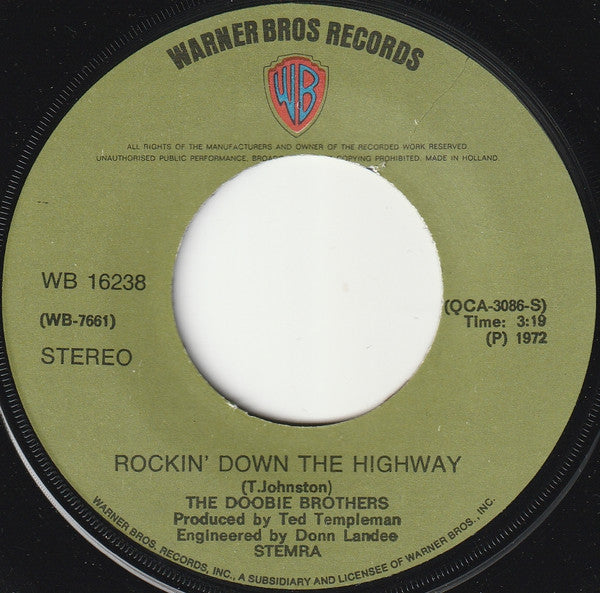 WARNER BROS RECORDS
WB
ALL RIGHTS OF THE MANUFACTURERS AND OWNER OF THE RECORDED WORK RESERVED.
UNAUTHORISED PUBLIC PERFORMANCE, BROAD COPYING PROHIBITED. MADE IN HOLLAND.
WB 16238
(WB-7661)
STEREO
(QCA-3086-S)
Time: 3:19
(P) 1972
ROCKIN' DOWN THE HIGHWAY
(T.Johnston)
THE DOOBIE BROTHERS
Produced by Ted Templeman
Engineered by Donn Landee
STEMRA
WARNER BROS. RECORDS, INC., A SUBSIDIARY AND LICENSEE OF WARNER BROS., INC.